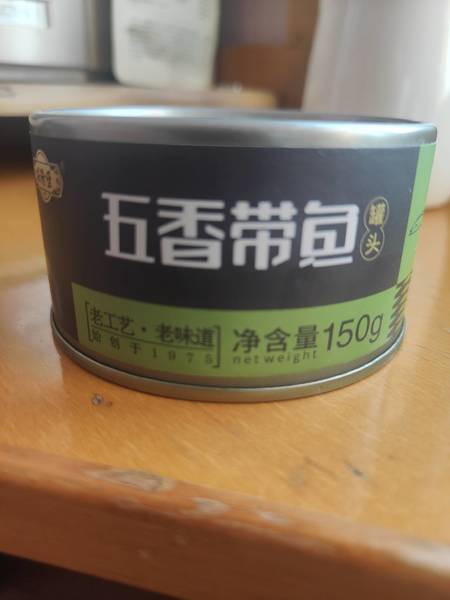 五香带鱼
罐头
老工艺·老味道
始创于1975
净含量150g
netweight